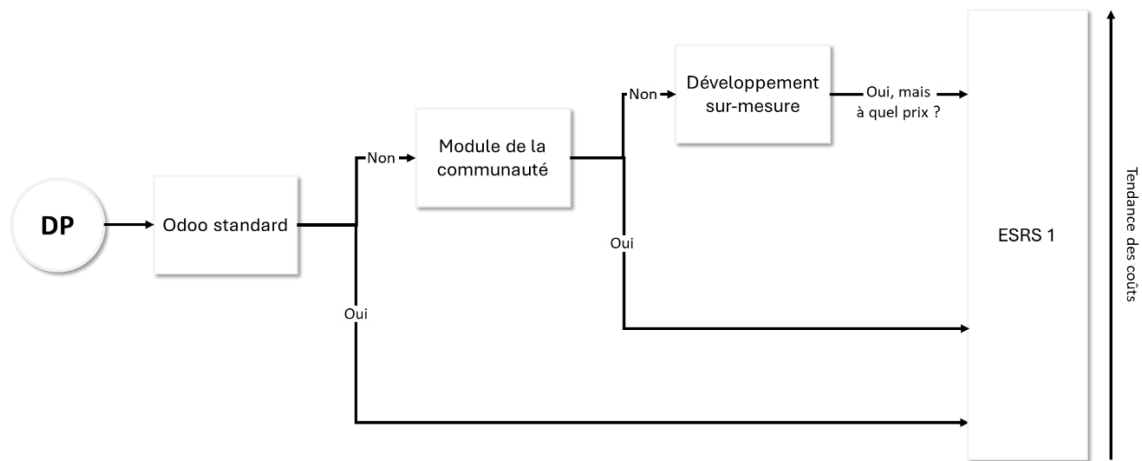 DP
Odoo standard
Non
Oui
Module de la
communauté
Non
Oui
Développement
sur-mesure
Oui, mais
à quel prix ?
ESRS 1
Tendance des coûts